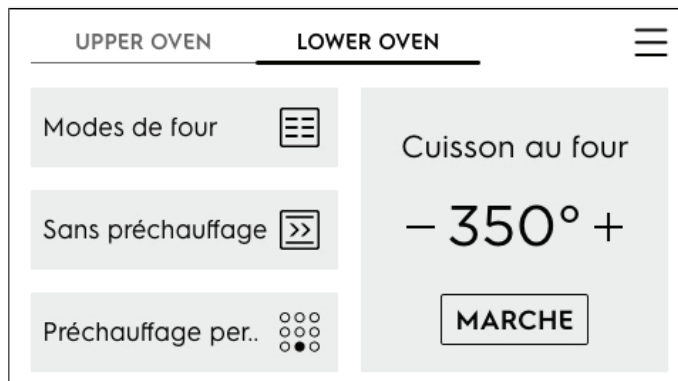 UPPER OVEN
LOWER OVEN
Modes de four
Sans préchauffage
Préchauffage per..
Cuisson au four
− 350° +
MARCHE